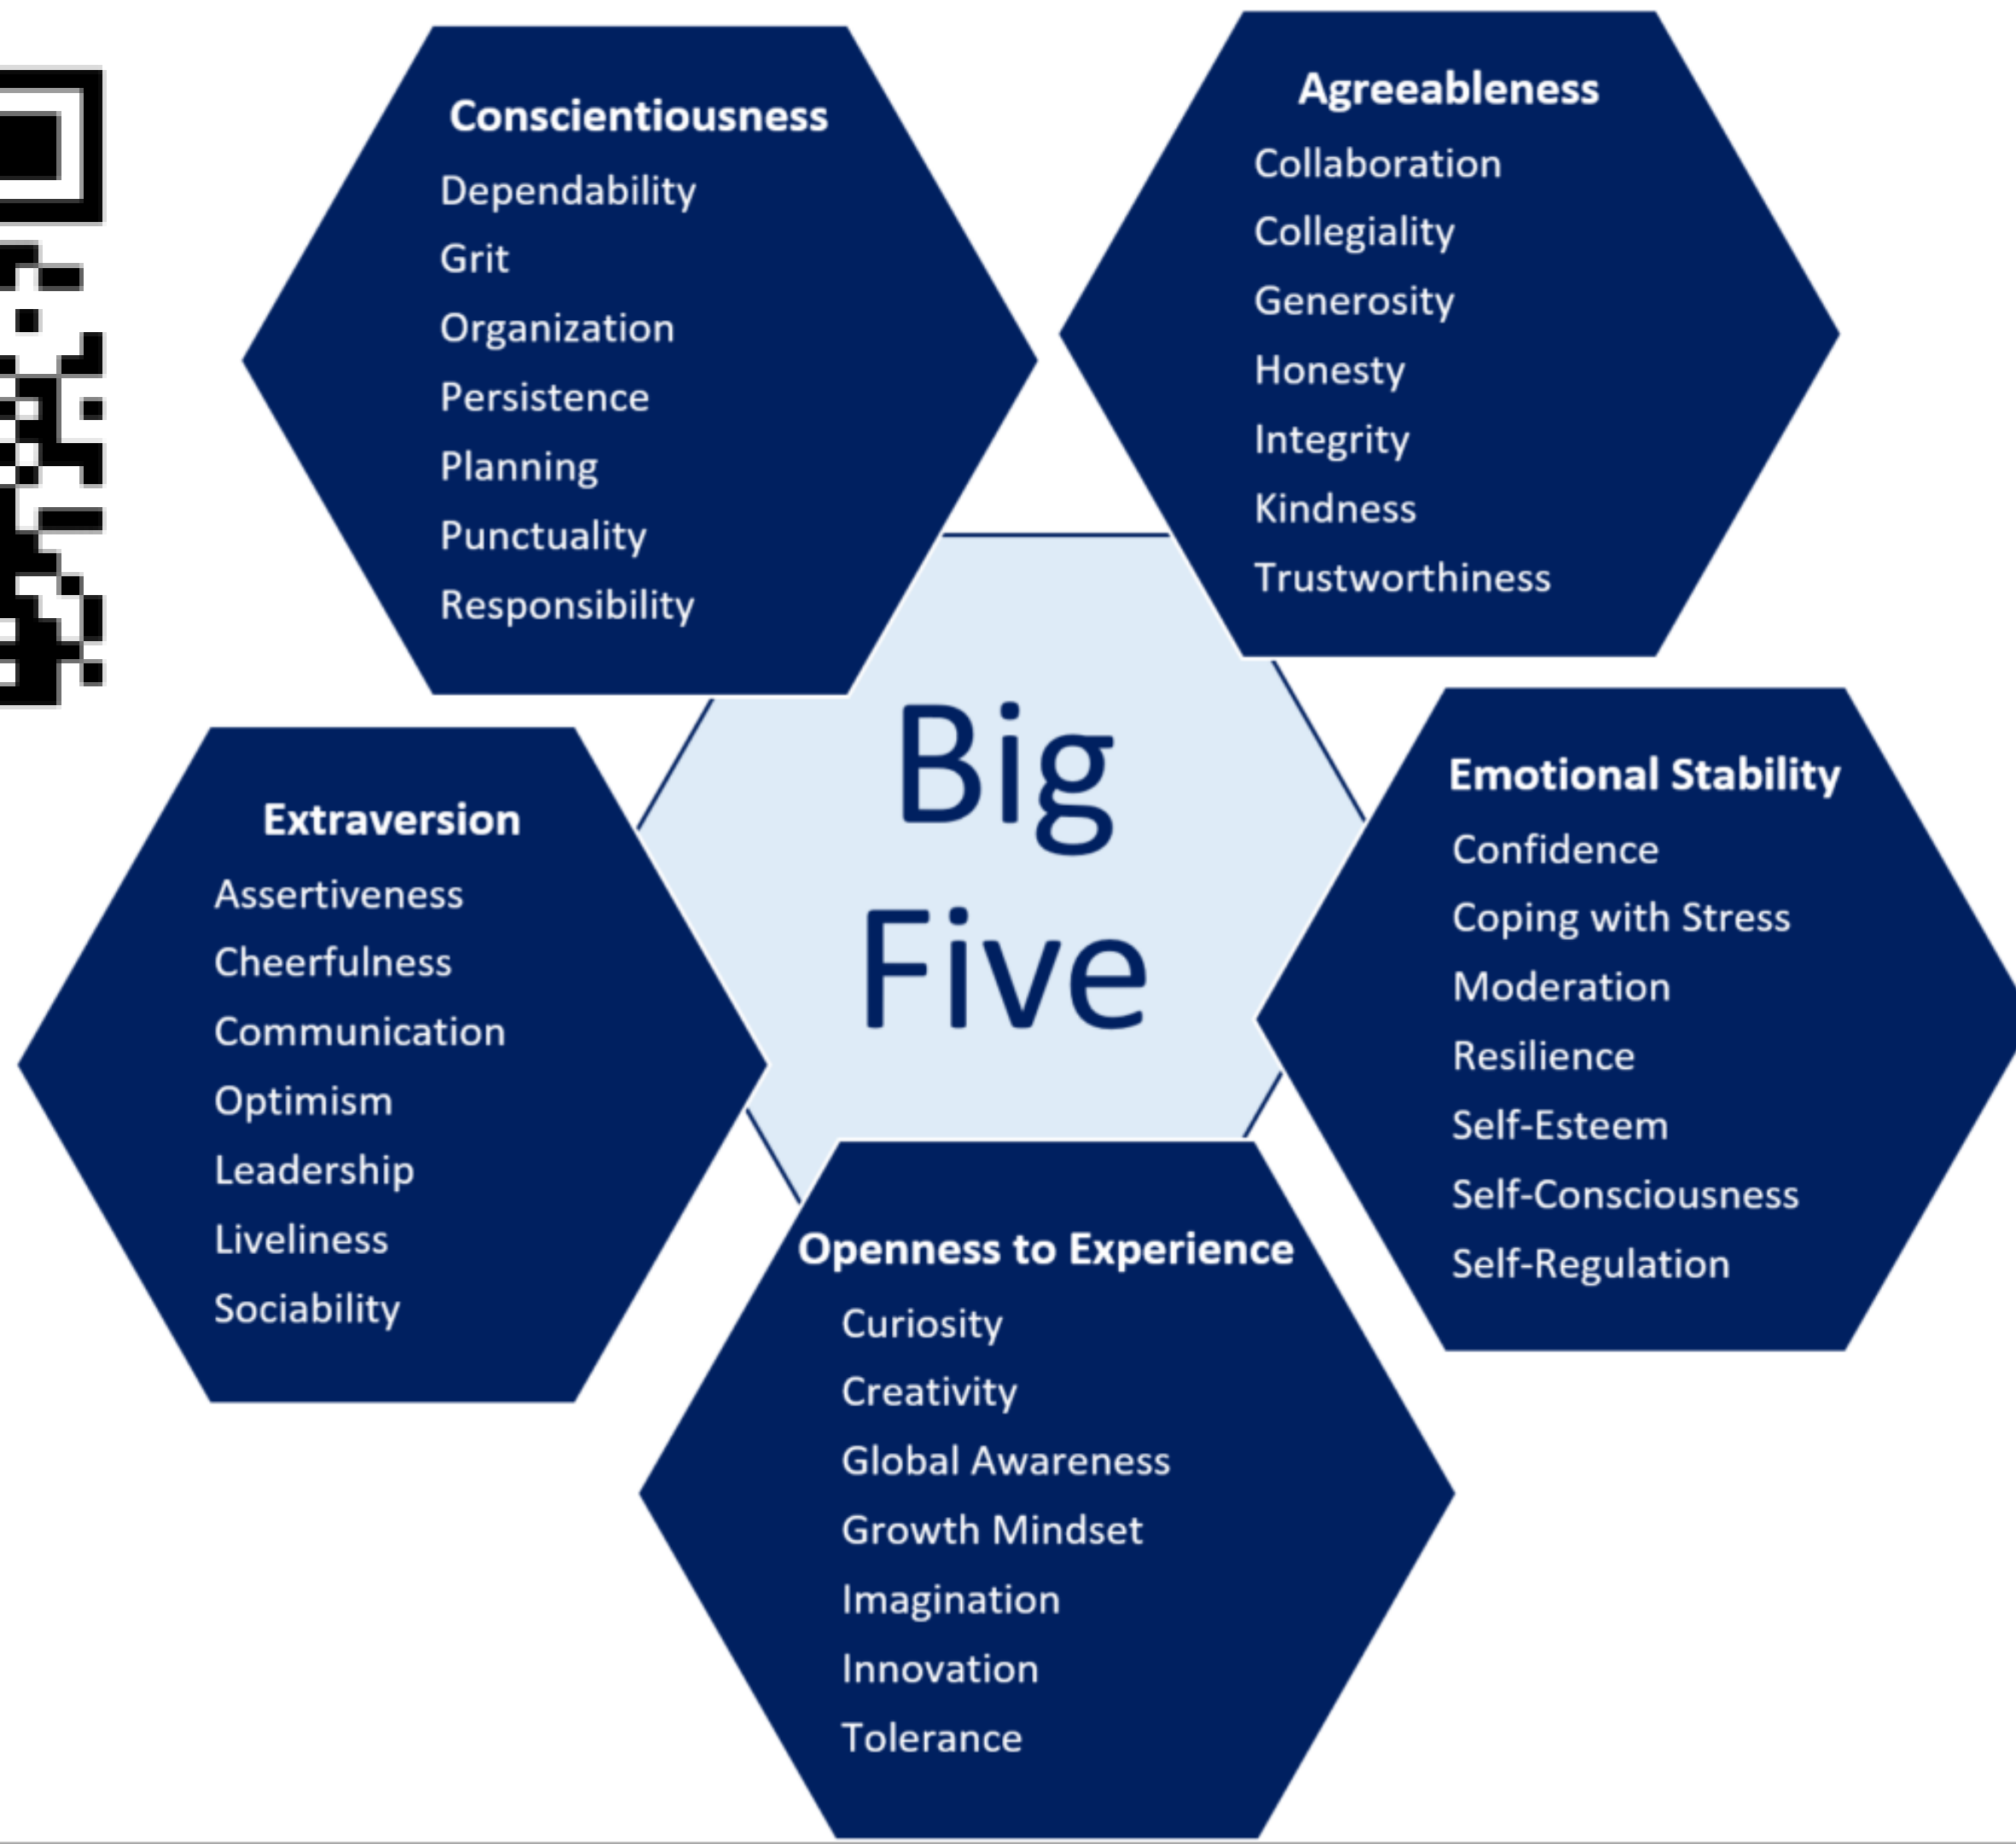 Conscientiousness
Dependability
Grit
Organization
Persistence
Planning
Punctuality
Responsibility
Agreeableness
Collaboration
Collegiality
Generosity
Honesty
Integrity
Kindness
Trustworthiness
Big
Five
Extraversion
Assertiveness
Cheerfulness
Communication
Optimism
Leadership
Liveliness
Sociability
Emotional Stability
Confidence
Coping with Stress
Moderation
Resilience
Self-Esteem
Self-Consciousness
Self-Regulation
Openness to Experience
Curiosity
Creativity
Global Awareness
Growth Mindset
Imagination
Innovation
Tolerance